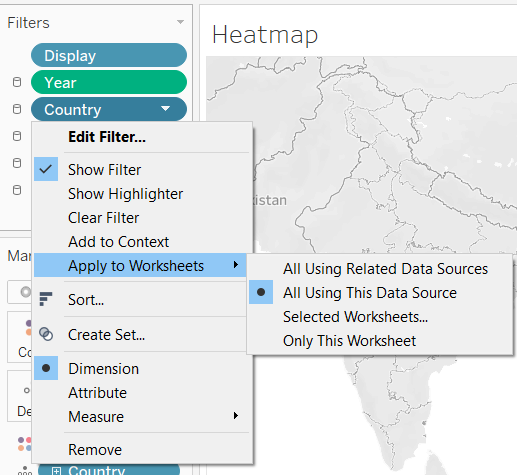 Filters
Heatmap
Display
Year
Country
Edit Filter...
Show Filter
Show Highlighter
Clear Filter
Add to Context
Apply to Worksheets
All Using Related Data Sources
All Using This Data Source
Selected Worksheets...
Only This Worksheet
Sort...
Create Set...
Dimension
Attribute
Measure
Remove
Country
istan
Mar
Co
De